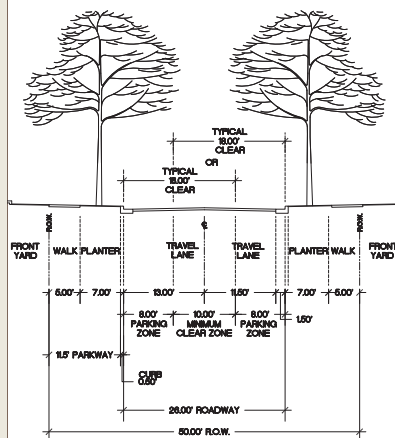 TYPICAL
18.00'
CLEAR
OR
TYPICAL
18.00'
CLEAR
R.O.W.
R.O.W.
FRONT
YARD
WALK
PLANTER
TRAVEL
LANE
TRAVEL
LANE
PLANTER
WALK
FRONT
YARD
5.00'
7.00'
13.00'
11.50'
7.00'
5.00'
8.00'
PARKING
ZONE
10.00'
MINIMUM
CLEAR ZONE
8.00'
PARKING
ZONE
1.50'
11.5' PARKWAY
CURB
0.50'
26.00' ROADWAY
50.00' R.O.W.